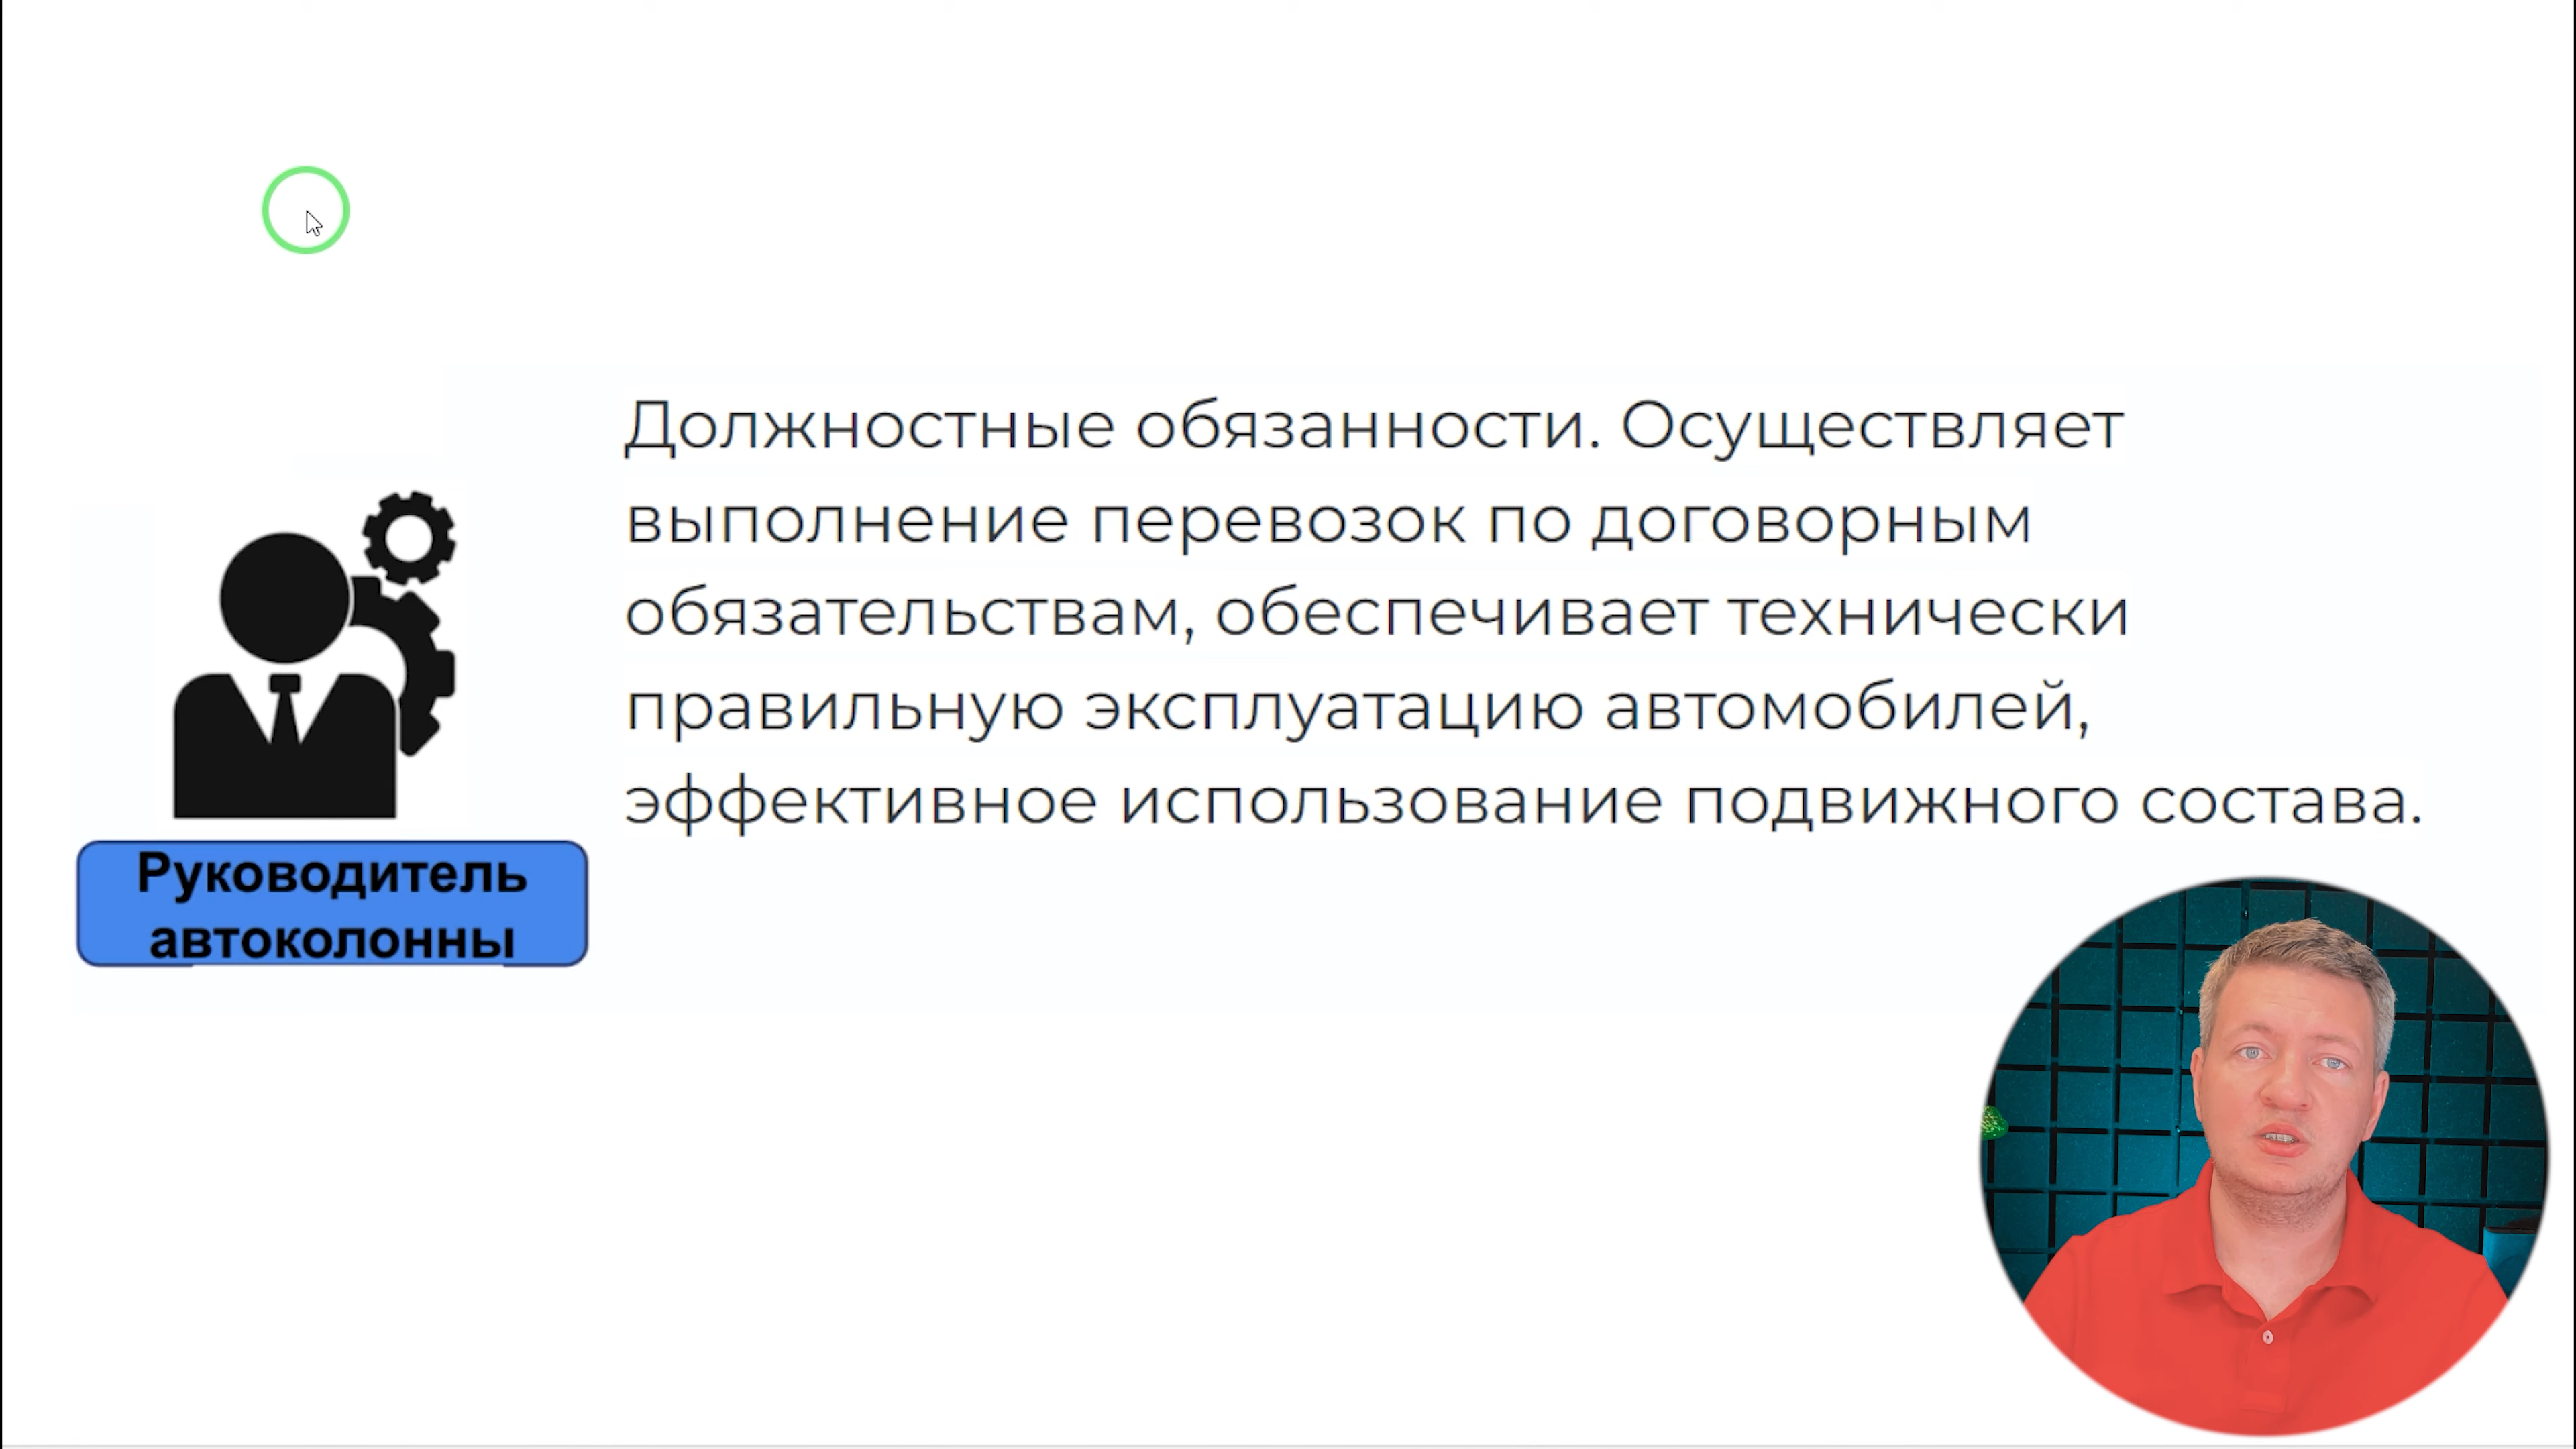 Должностные обязанности. Осуществляет
выполнение перевозок по договорным
обязательствам, обеспечивает технически
правильную эксплуатацию автомобилей,
эффективное использование подвижного состава.
Руководитель
автоколонны